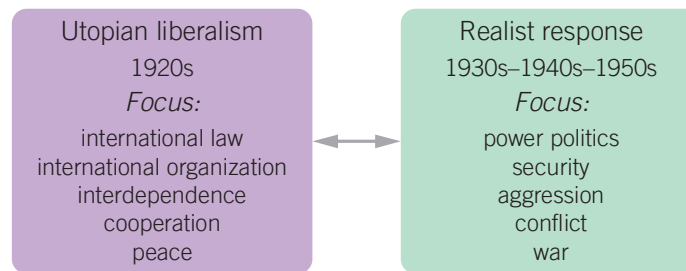 Utopian liberalism
1920s
Focus:
international law
international organization
interdependence
cooperation
peace
Realist response
1930s–1940s–1950s
Focus:
power politics
security
aggression
conflict
war